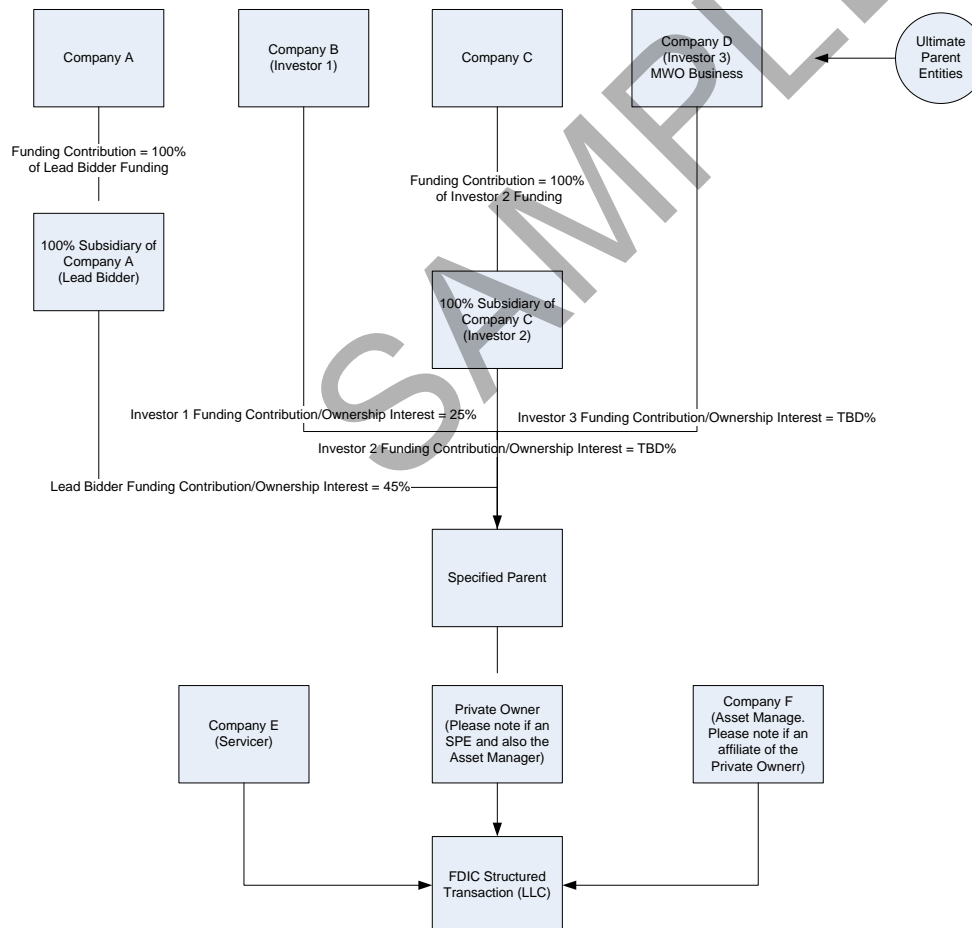 Company A
Company B
(Investor 1)
Company C
Company D
(Investor 3)
MWO Business
Ultimate
Parent
Entities
Funding Contribution = 100%
of Lead Bidder Funding
Funding Contribution = 100%
of Investor 2 Funding
100% Subsidiary of
Company A
(Lead Bidder)
100% Subsidiary of
Company C
(Investor 2)
Investor 1 Funding Contribution/Ownership Interest = 25%
Investor 3 Funding Contribution/Ownership Interest = TBD%
Investor 2 Funding Contribution/Ownership Interest = TBD%
Lead Bidder Funding Contribution/Ownership Interest = 45%
Specified Parent
Company E
(Servicer)
Private Owner
(Please note if an
SPE and also the
Asset Manager)
Company F
(Asset Manage.
Please note if an
affiliate of the
Private Ownerr)
FDIC Structured
Transaction (LLC)
SAMPLE